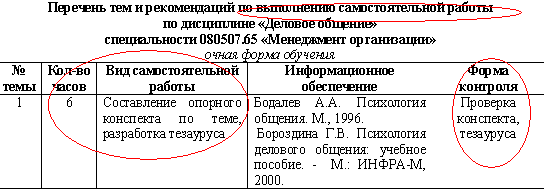 Перечень тем и рекомендаций по выполнению самостоятельной работы
по дисциплине «Деловое общение»
специальности 080507.65 «Менеджмент организации»
очная форма обучения
№ темы
Кол-во часов
Вид самостоятельной работы
Информационное обеспечение
Форма контроля
1
6
Составление опорного
конспекта по теме,
разработка тезауруса
Бодалев А.А. Психология
общения. М., 1996.
Бороздина Г.В. Психология
делового общения: учебное
пособие. - М.: ИНФРА-М,
2000.
Проверка
конспекта,
тезауруса